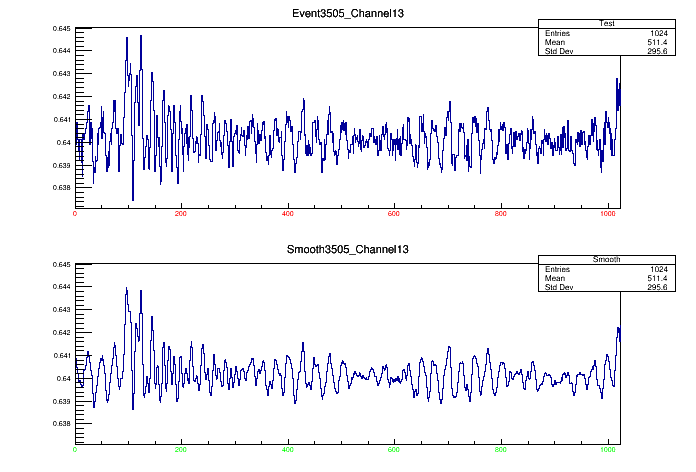 Event3505_Channel13
Test
Entries 1024
Mean 511.4
Std Dev 295.6
0.645
0.644
0.643
0.642
0.641
0.64
0.639
0.638
0 200 400 600 800 1000
Smooth3505_Channel13
Smooth
Entries 1024
Mean 511.4
Std Dev 295.6
0.645
0.644
0.643
0.642
0.641
0.64
0.639
0.638
0 200 400 600 800 1000